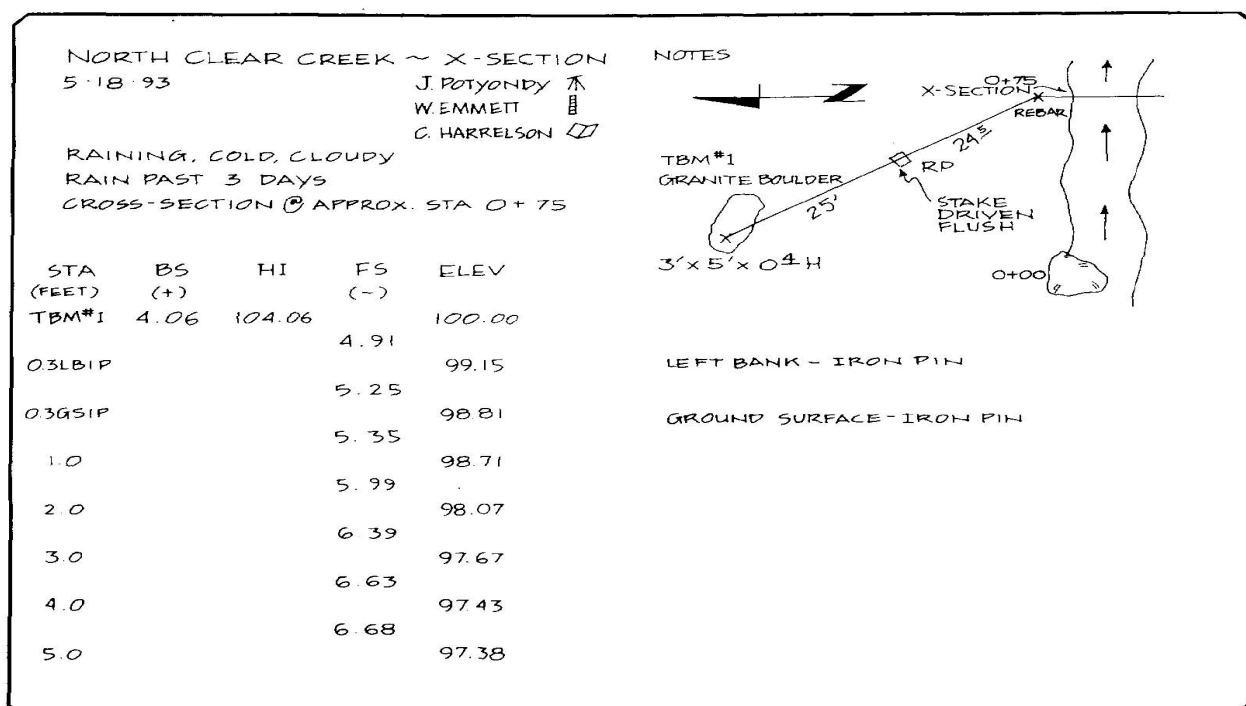 NORTH CLEAR CREEK ~ X-SECTION
5·18·93 J. POTYONDY
W. EMMETT
C. HARRELSON
RAINING, COLD, CLOUDY
RAIN PAST 3 DAYS
CROSS-SECTION @ APPROX. STA 0+75
STA BS HI FS ELEV
(FEET) (+) (−)
TBM#1 4.06 104.06 100.00
4.91
0.3LBIP 99.15
5.25
0.3GSIP 98.81
5.35
1.0 98.71
5.99
2.0 98.07
6.39
3.0 97.67
6.63
4.0 97.43
6.68
5.0 97.38
NOTES
0+75
X-SECTION
REBAR
24.5
RP
TBM#1
GRANITE BOULDER
25'
STAKE
DRIVEN
FLUSH
3'x5'x0.4H
0+00
LEFT BANK - IRON PIN
GROUND SURFACE - IRON PIN